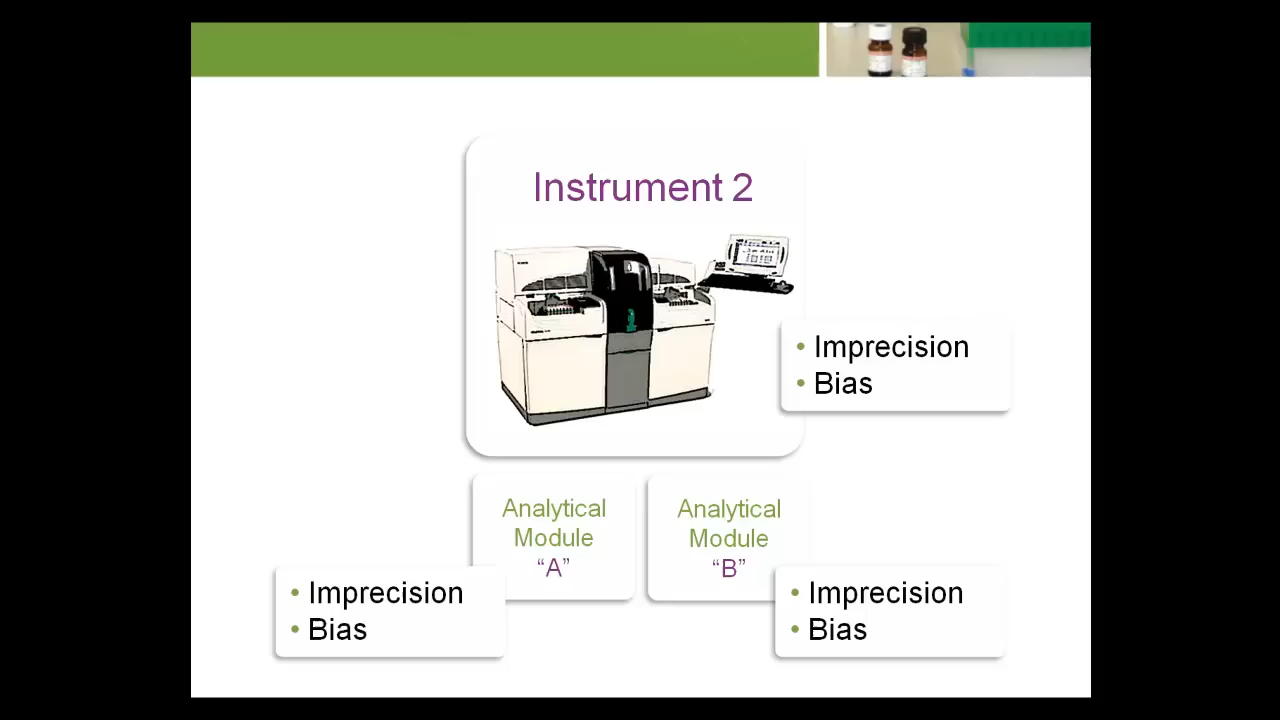 Instrument 2
• Imprecision
• Bias
Analytical
Module
“A”
Analytical
Module
“B”
• Imprecision
• Bias
• Imprecision
• Bias